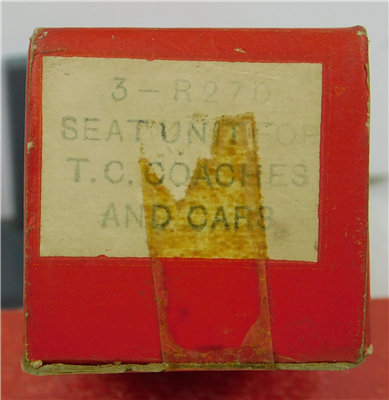 3-R270
SEAT UNIT FOR
T.C. COACHES
AND CARS